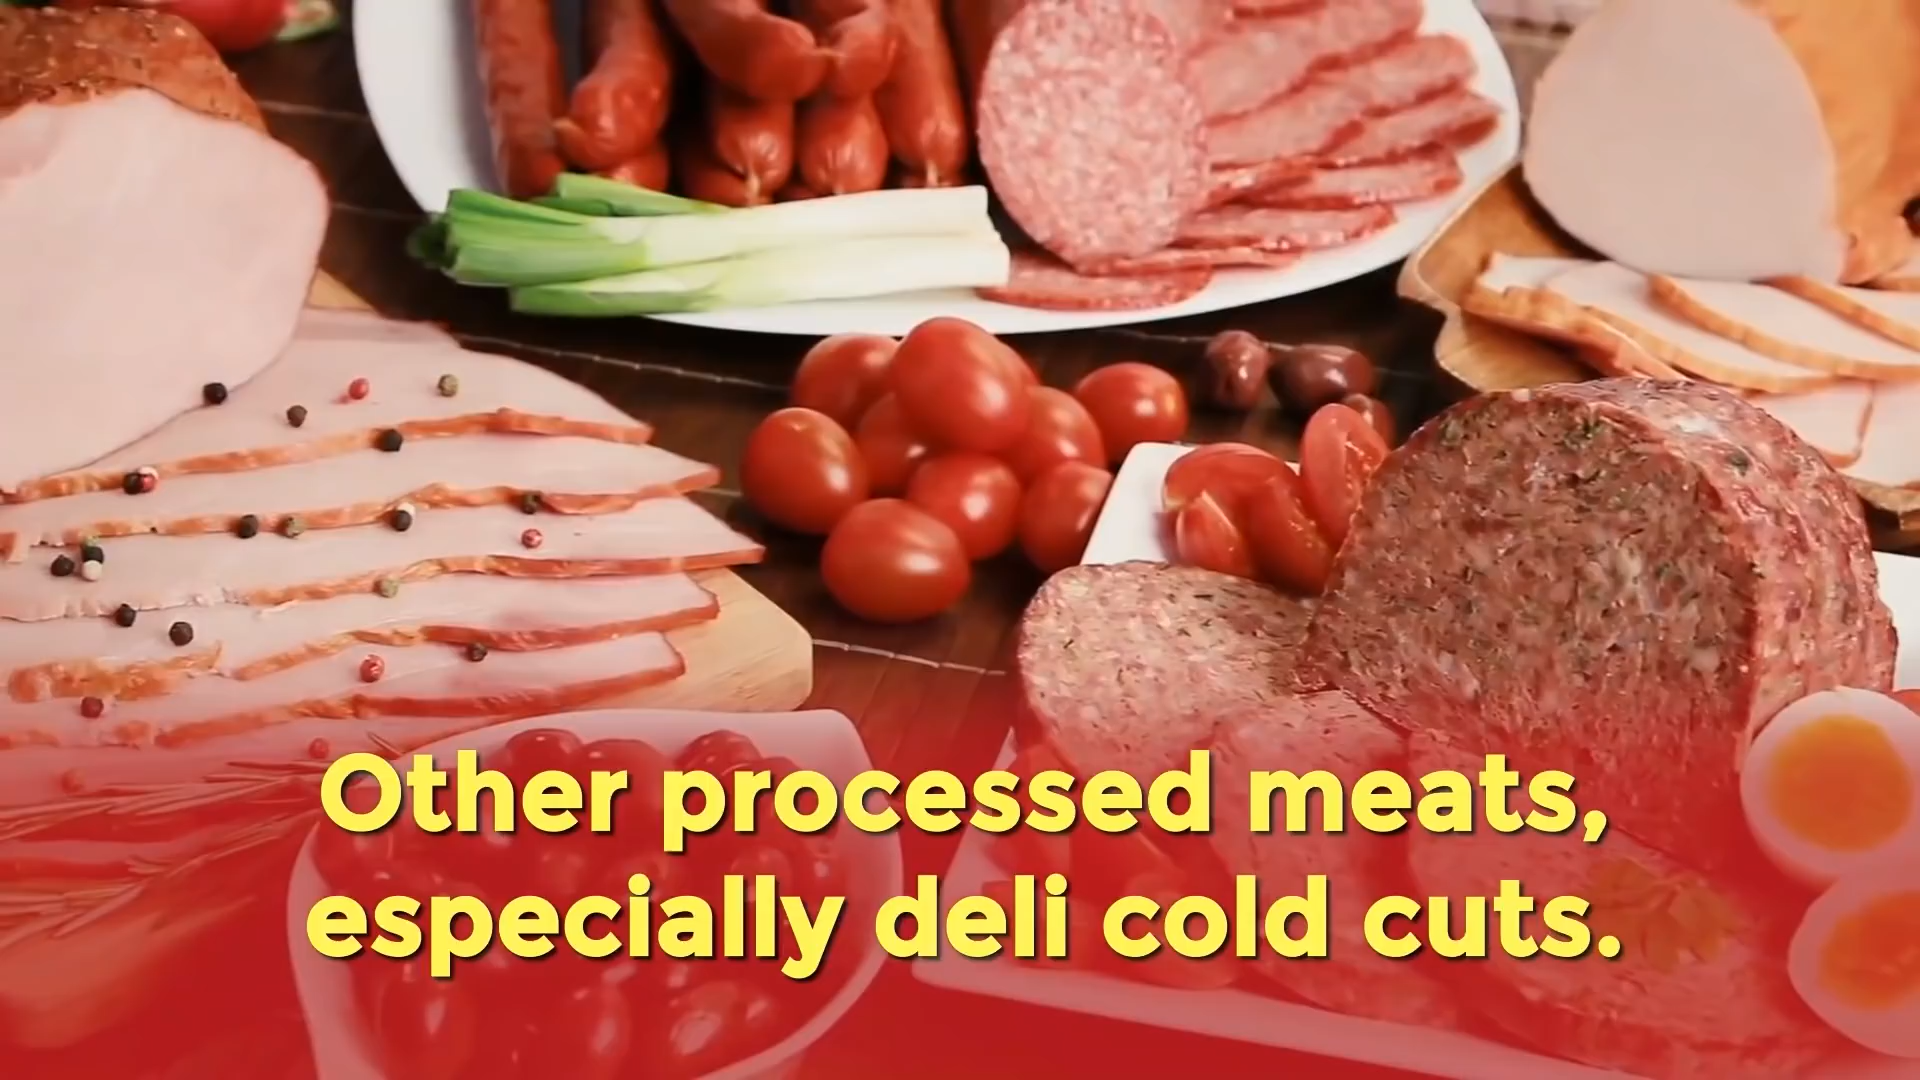 Other processed meats,
especially deli cold cuts.